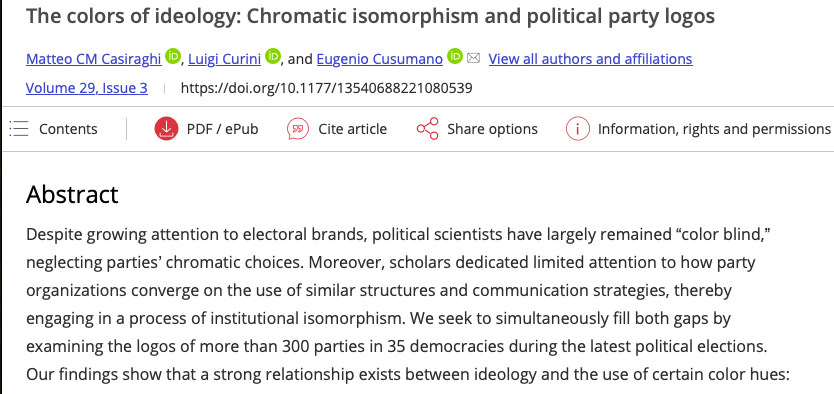 The colors of ideology: Chromatic isomorphism and political party logos
Matteo CM Casiraghi iD, Luigi Curini iD, and Eugenio Cusumano iD View all authors and affiliations
Volume 29, Issue 3 https://doi.org/10.1177/13540688221080539
Contents PDF / ePub Cite article Share options Information, rights and permissions
Abstract
Despite growing attention to electoral brands, political scientists have largely remained “color blind,”
neglecting parties’ chromatic choices. Moreover, scholars dedicated limited attention to how party
organizations converge on the use of similar structures and communication strategies, thereby
engaging in a process of institutional isomorphism. We seek to simultaneously fill both gaps by
examining the logos of more than 300 parties in 35 democracies during the latest political elections.
Our findings show that a strong relationship exists between ideology and the use of certain color hues: